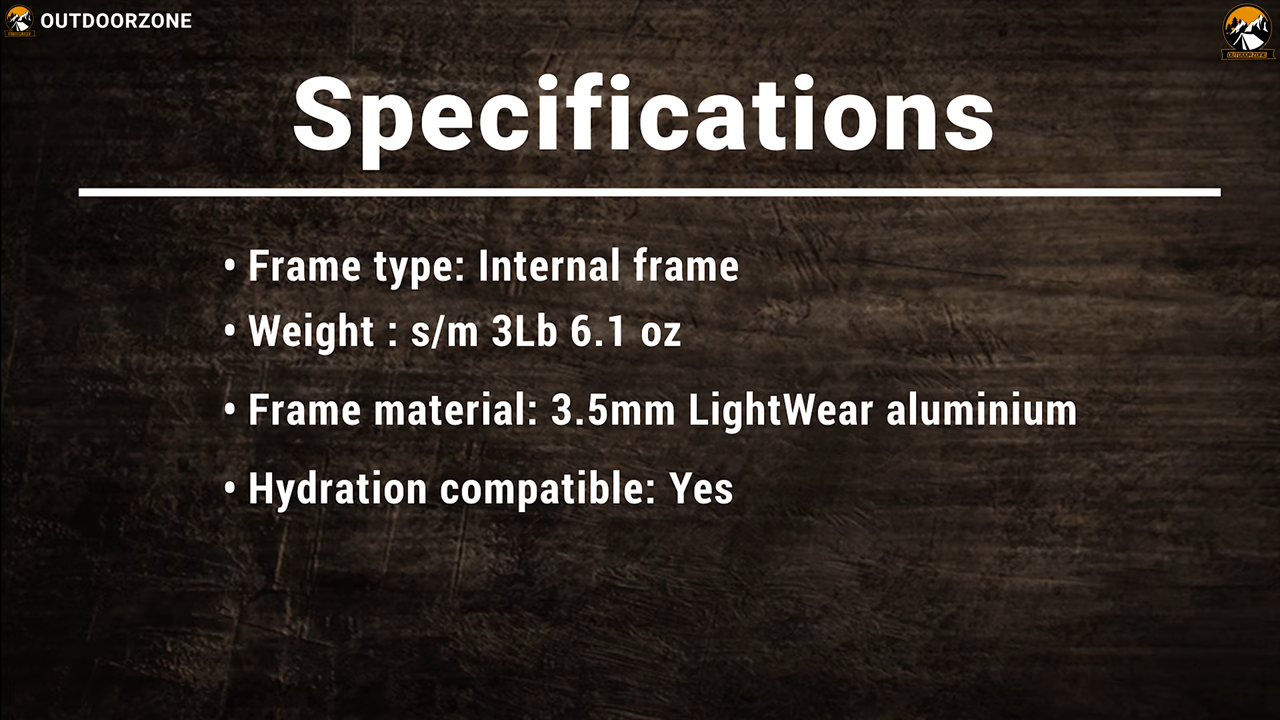 OUTDOORZONE
OUTDOORZONE
Specifications
• Frame type: Internal frame
• Weight : s/m 3Lb 6.1 oz
• Frame material: 3.5mm LightWear aluminium
• Hydration compatible: Yes